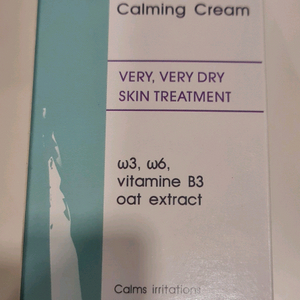 Calming Cream
VERY, VERY DRY
SKIN TREATMENT
ω3, ω6,
vitamine B3
oat extract
Calms irritations